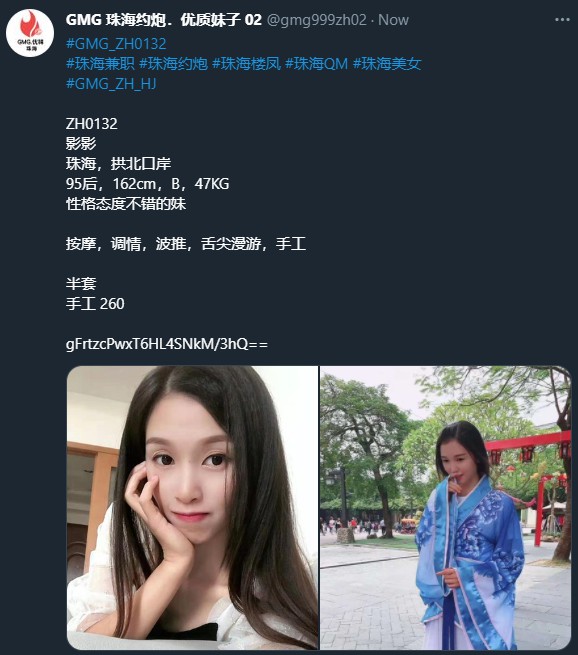 GMG 珠海约炮．优质妹子 02 @gmg999zh02 · Now
GMG.优妹
珠海
#GMG_ZH0132
#珠海兼职 #珠海约炮 #珠海楼凤 #珠海QM #珠海美女
#GMG_ZH_HJ
ZH0132
影影
珠海，拱北口岸
95后，162cm，B，47KG
性格态度不错的妹
按摩，调情，波推，舌尖漫游，手工
半套
手工 260
gFrtzcPwxT6HL4SNkM/3hQ==